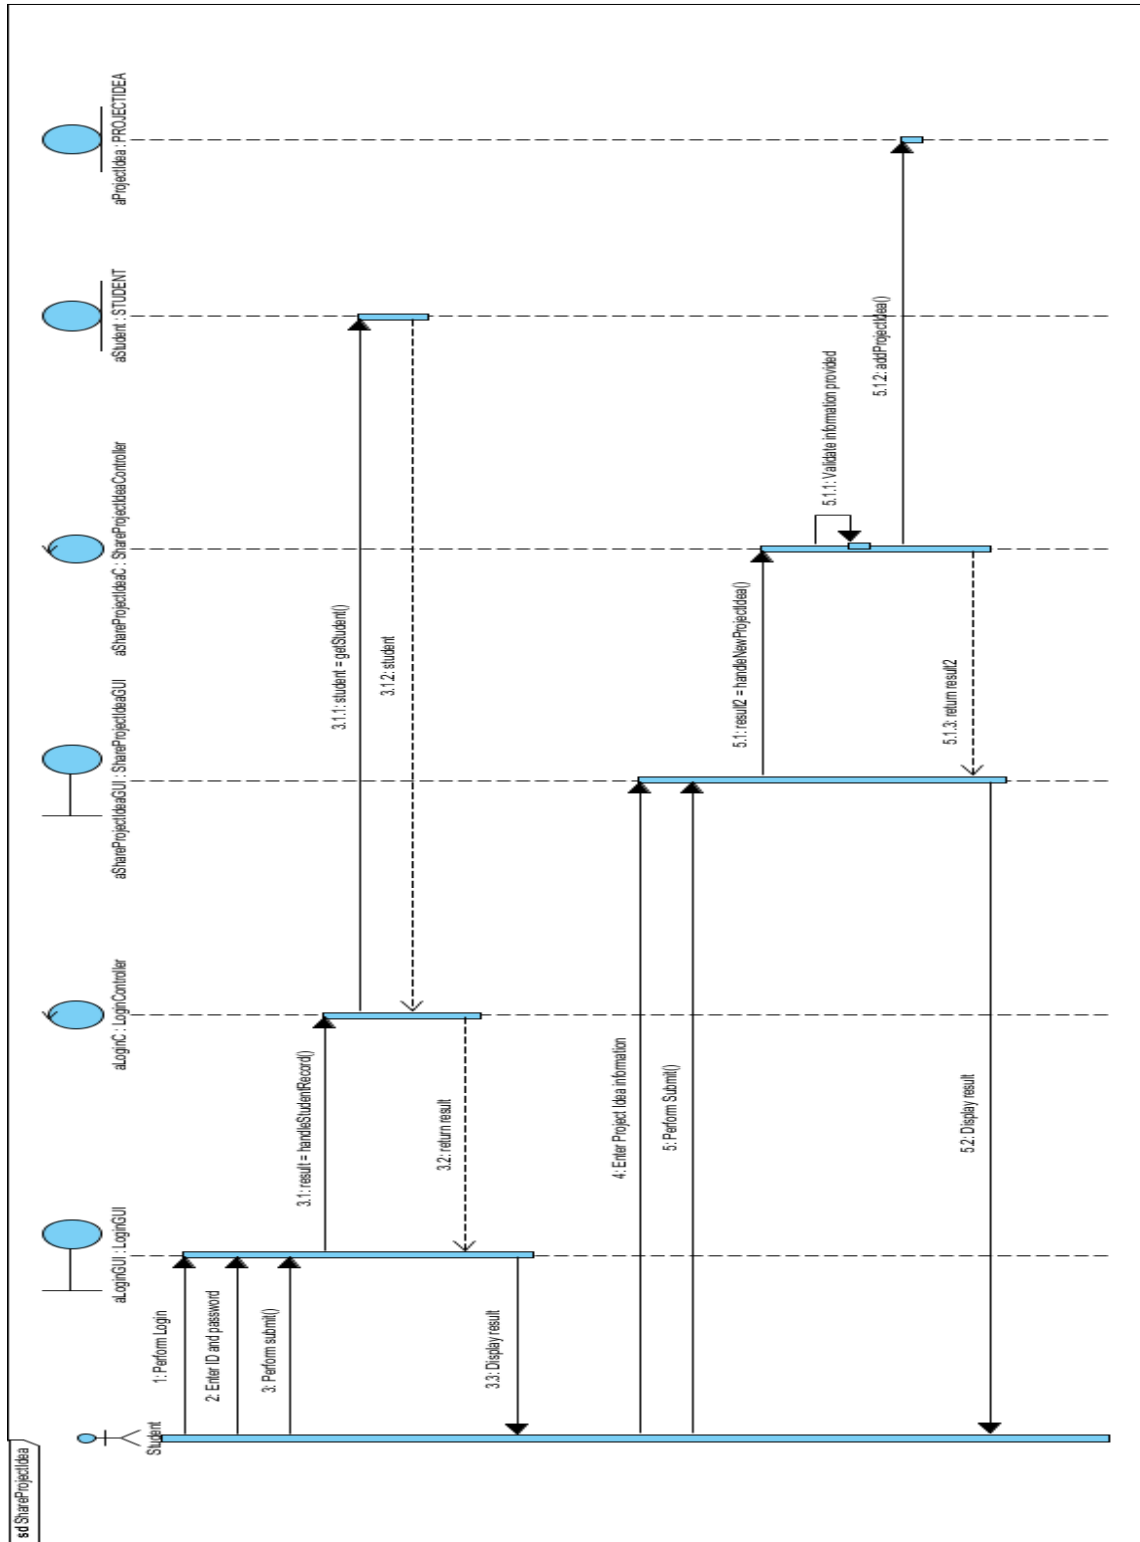 sd ShareProjectIdea
Student
aLoginGUI : LoginGUI
aLoginC : LoginController
aShareProjectIdeaGUI : ShareProjectIdeaGUI
aShareProjectIdeaC : ShareProjectIdeaController
aStudent : STUDENT
aProjectIdea : PROJECTIDEA
1: Perform Login
2: Enter ID and password
3: Perform submit()
3.1: result = handleStudentRecord()
3.1.1: student = getStudent()
3.1.2: student
3.2: return result
3.3: Display result
4: Enter Project Idea information
5: Perform Submit()
5.1: result2 = handleNewProjectIdea()
5.1.1: Validate information provided
5.1.2: addProjectIdea()
5.1.3: return result2
5.2: Display result